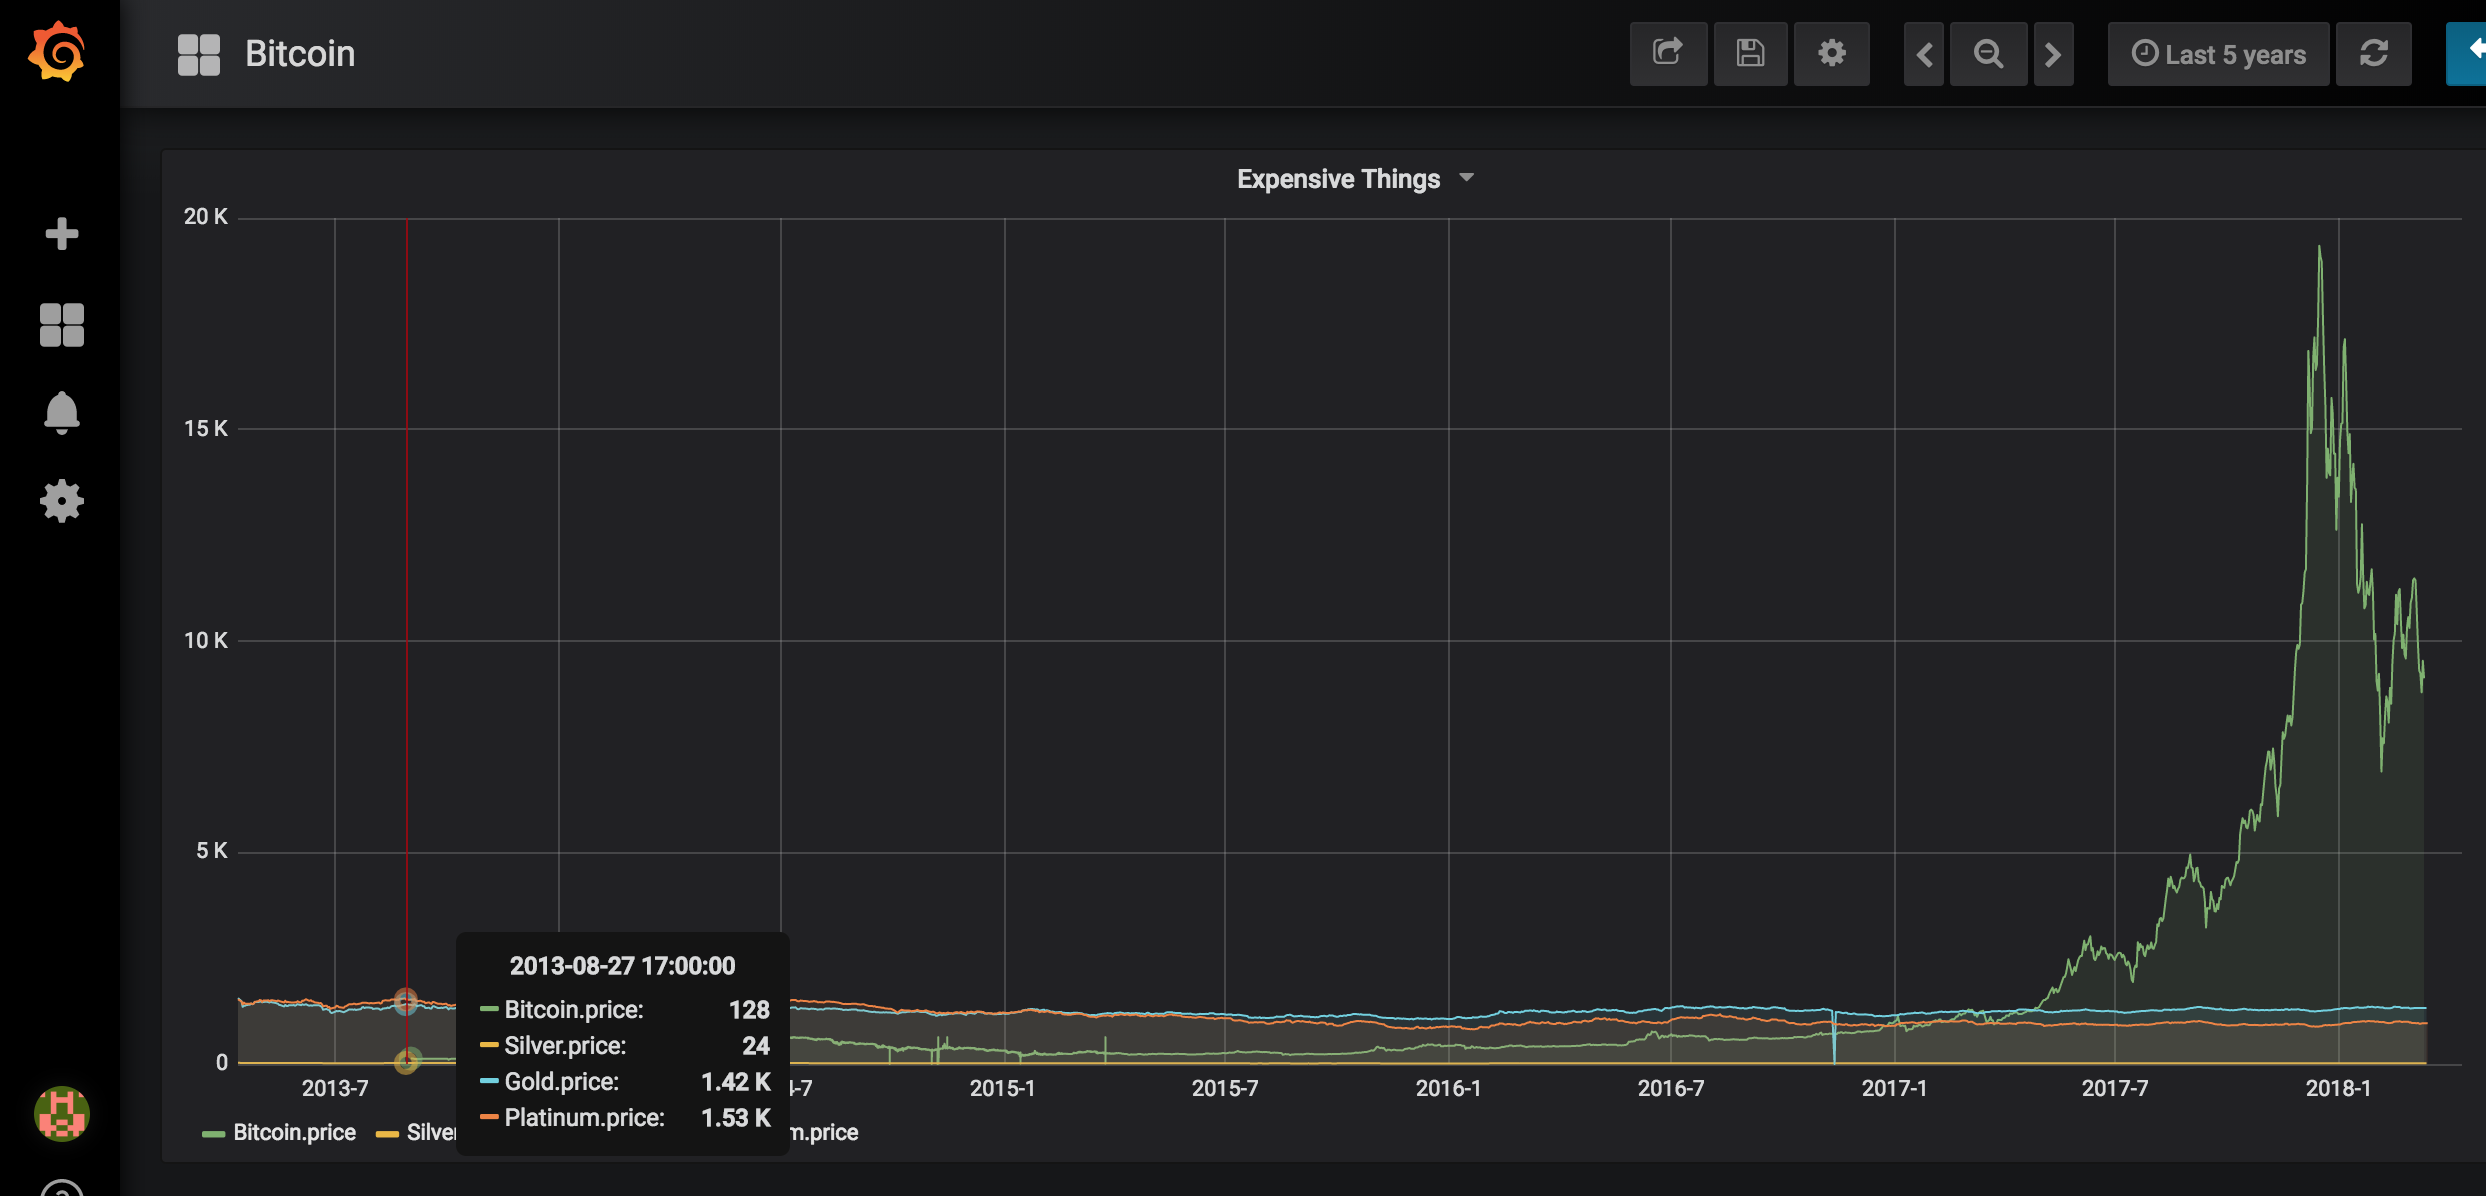 Bitcoin
Last 5 years
Expensive Things
20 K
15 K
10 K
5 K
0
2013-08-27 17:00:00
Bitcoin.price: 128
Silver.price: 24
Gold.price: 1.42 K
Platinum.price: 1.53 K
2013-7 4-7 2015-1 2015-7 2016-1 2016-7 2017-1 2017-7 2018-1
Bitcoin.price Silver m.price